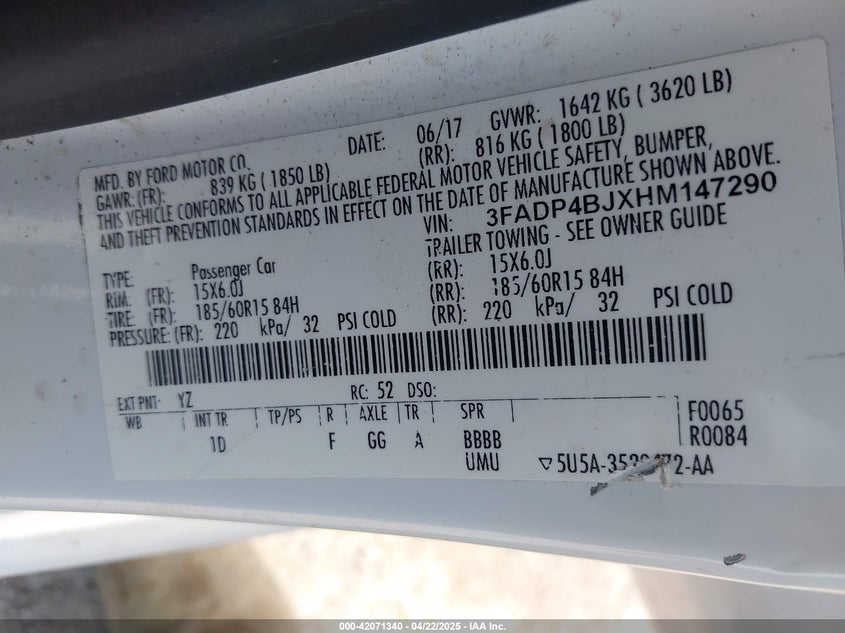 MFD. BY FORD MOTOR CO. DATE: 06/17 GVWR: 1642 KG ( 3620 LB)
GAWR: (FR): 839 KG ( 1850 LB) (RR): 816 KG ( 1800 LB)
THIS VEHICLE CONFORMS TO ALL APPLICABLE FEDERAL MOTOR VEHICLE SAFETY, BUMPER,
AND THEFT PREVENTION STANDARDS IN EFFECT ON THE DATE OF MANUFACTURE SHOWN ABOVE.
VIN: 3FADP4BJXHM147290
TRAILER TOWING - SEE OWNER GUIDE
TYPE: Passenger Car
RIM: (FR): 15X6.0J (RR): 15X6.0J
TIRE: (FR): 185/60R15 84H (RR): 185/60R15 84H
PRESSURE: (FR): 220 kPa/ 32 PSI COLD (RR): 220 kPa/ 32 PSI COLD
EXT PNT: YZ RC: 52 DSO:
WB INT TR TP/PS R AXLE TR SPR F0065
1D F GG A BBBB R0084
UMU 
000-42071340 04/22/2025 - IAA Inc.